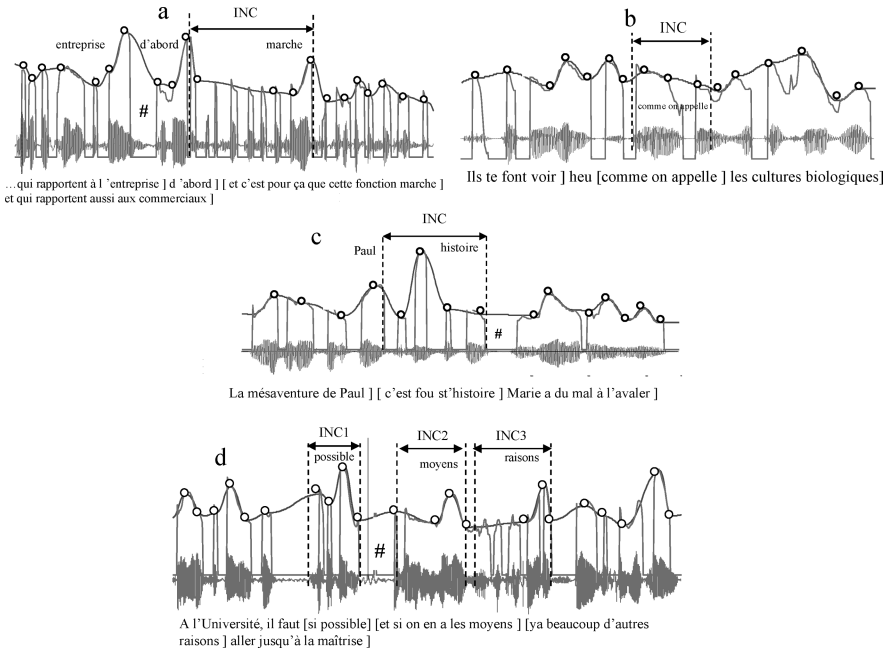 a
INC
entreprise
d'abord
marche
#
…qui rapportent à l 'entreprise ] d 'abord ] [ et c'est pour ça que cette fonction marche ]
et qui rapportent aussi aux commerciaux ]
b
INC
comme on appelle
Ils te font voir ] heu [comme on appelle ] les cultures biologiques]
c
INC
Paul
histoire
#
La mésaventure de Paul ] [ c'est fou st'histoire ] Marie a du mal à l'avaler ]
d
INC1
possible
INC2
moyens
INC3
raisons
#
A l'Université, il faut [si possible] [et si on en a les moyens ] [ya beaucoup d'autres
raisons ] aller jusqu'à la maîtrise ]